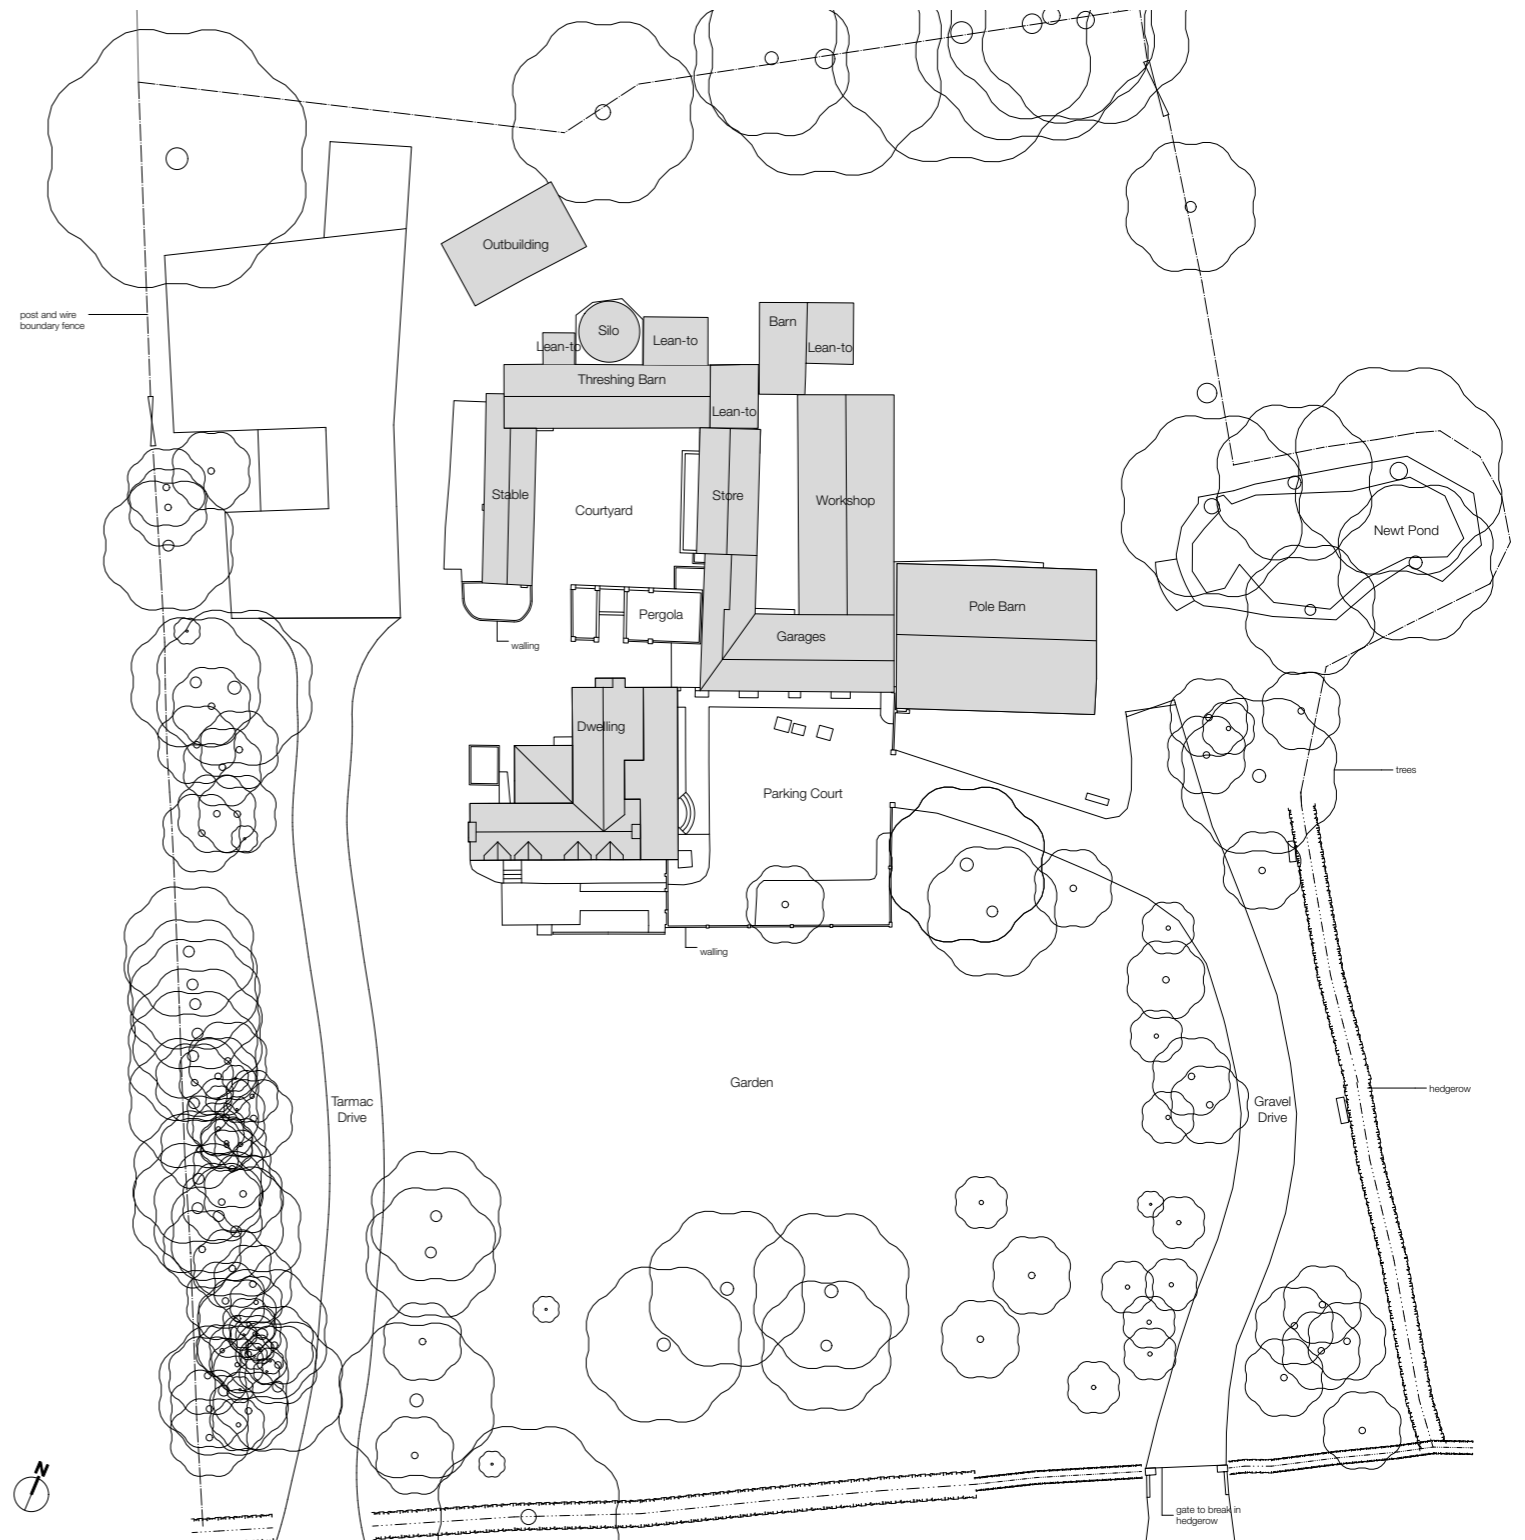 Outbuilding
post and wire
boundary fence
Silo
Barn
Lean-to
Lean-to
Lean-to
Threshing Barn
Lean-to
Stable
Store
Workshop
Courtyard
Newt Pond
Pole Barn
Pergola
Garages
walling
Dwelling
trees
Parking Court
walling
Garden
hedgerow
Tarmac
Drive
Gravel
Drive
N
gate to break in
hedgerow